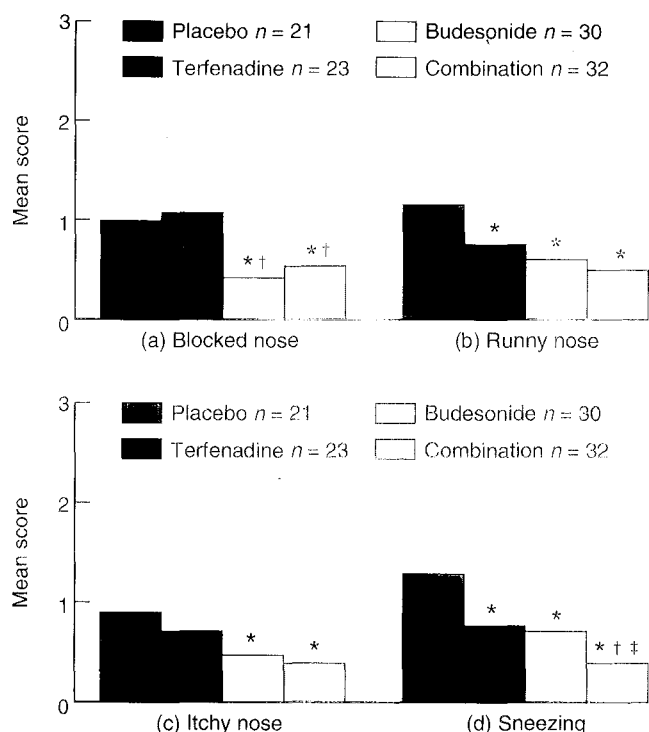 3
Placebo n = 21
Budesonide n = 30
Terfenadine n = 23
Combination n = 32
2
Mean score
1
*
* †
* †
*
*
0
(a) Blocked nose
(b) Runny nose
3
Placebo n = 21
Budesonide n = 30
Terfenadine n = 23
Combination n = 32
2
Mean score
1
*
*
*
*
* † ‡
0
(c) Itchy nose
(d) Sneezing